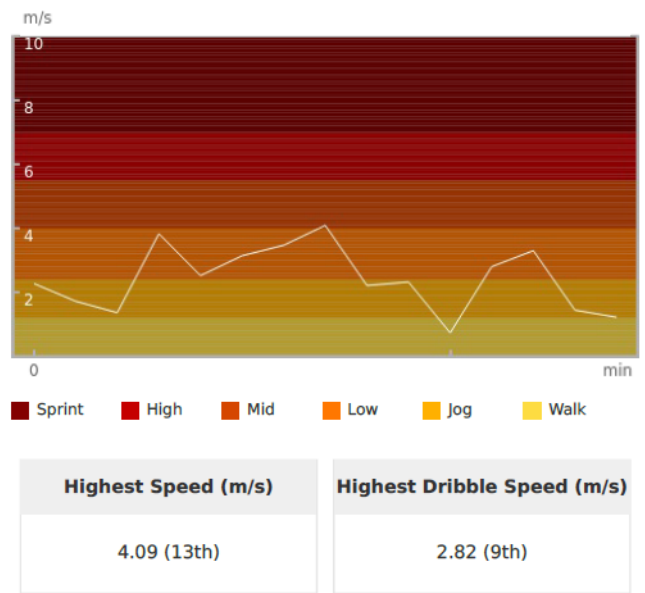 m/s
10
8
6
4
2
0 min
Sprint High Mid Low Jog Walk
Highest Speed (m/s) Highest Dribble Speed (m/s)
4.09 (13th) 2.82 (9th)